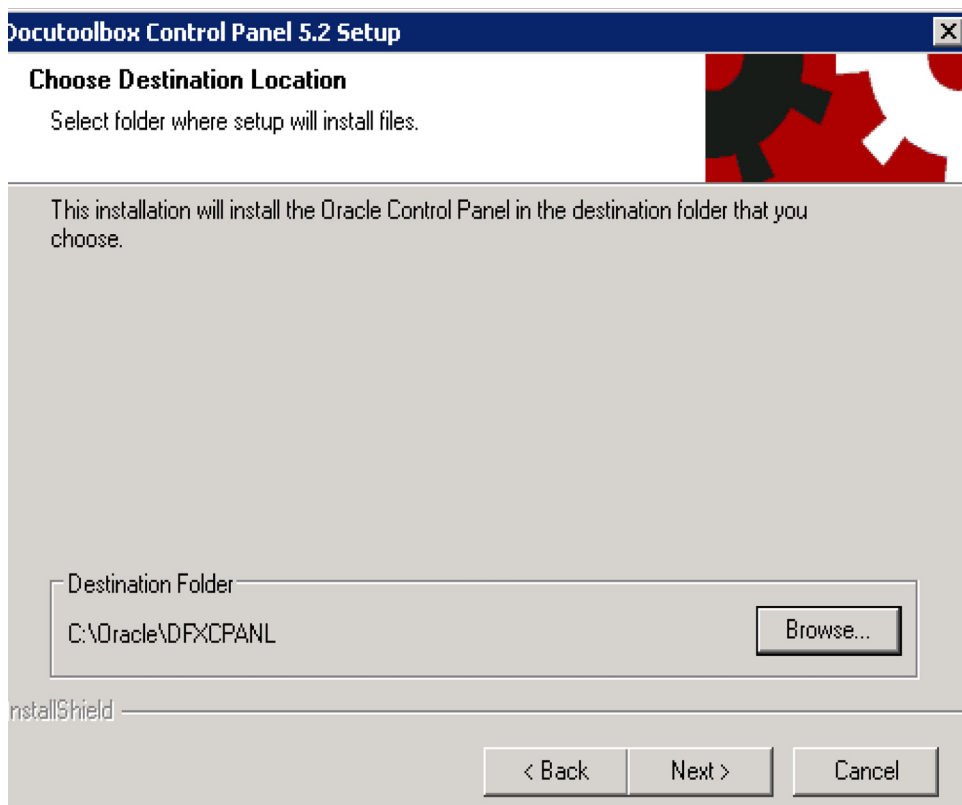 Docutoolbox Control Panel 5.2 Setup
Choose Destination Location
Select folder where setup will install files.
This installation will install the Oracle Control Panel in the destination folder that you
choose.
Destination Folder
C:\Oracle\DFXCPANL
Browse...
nstallShield
< Back
Next >
Cancel